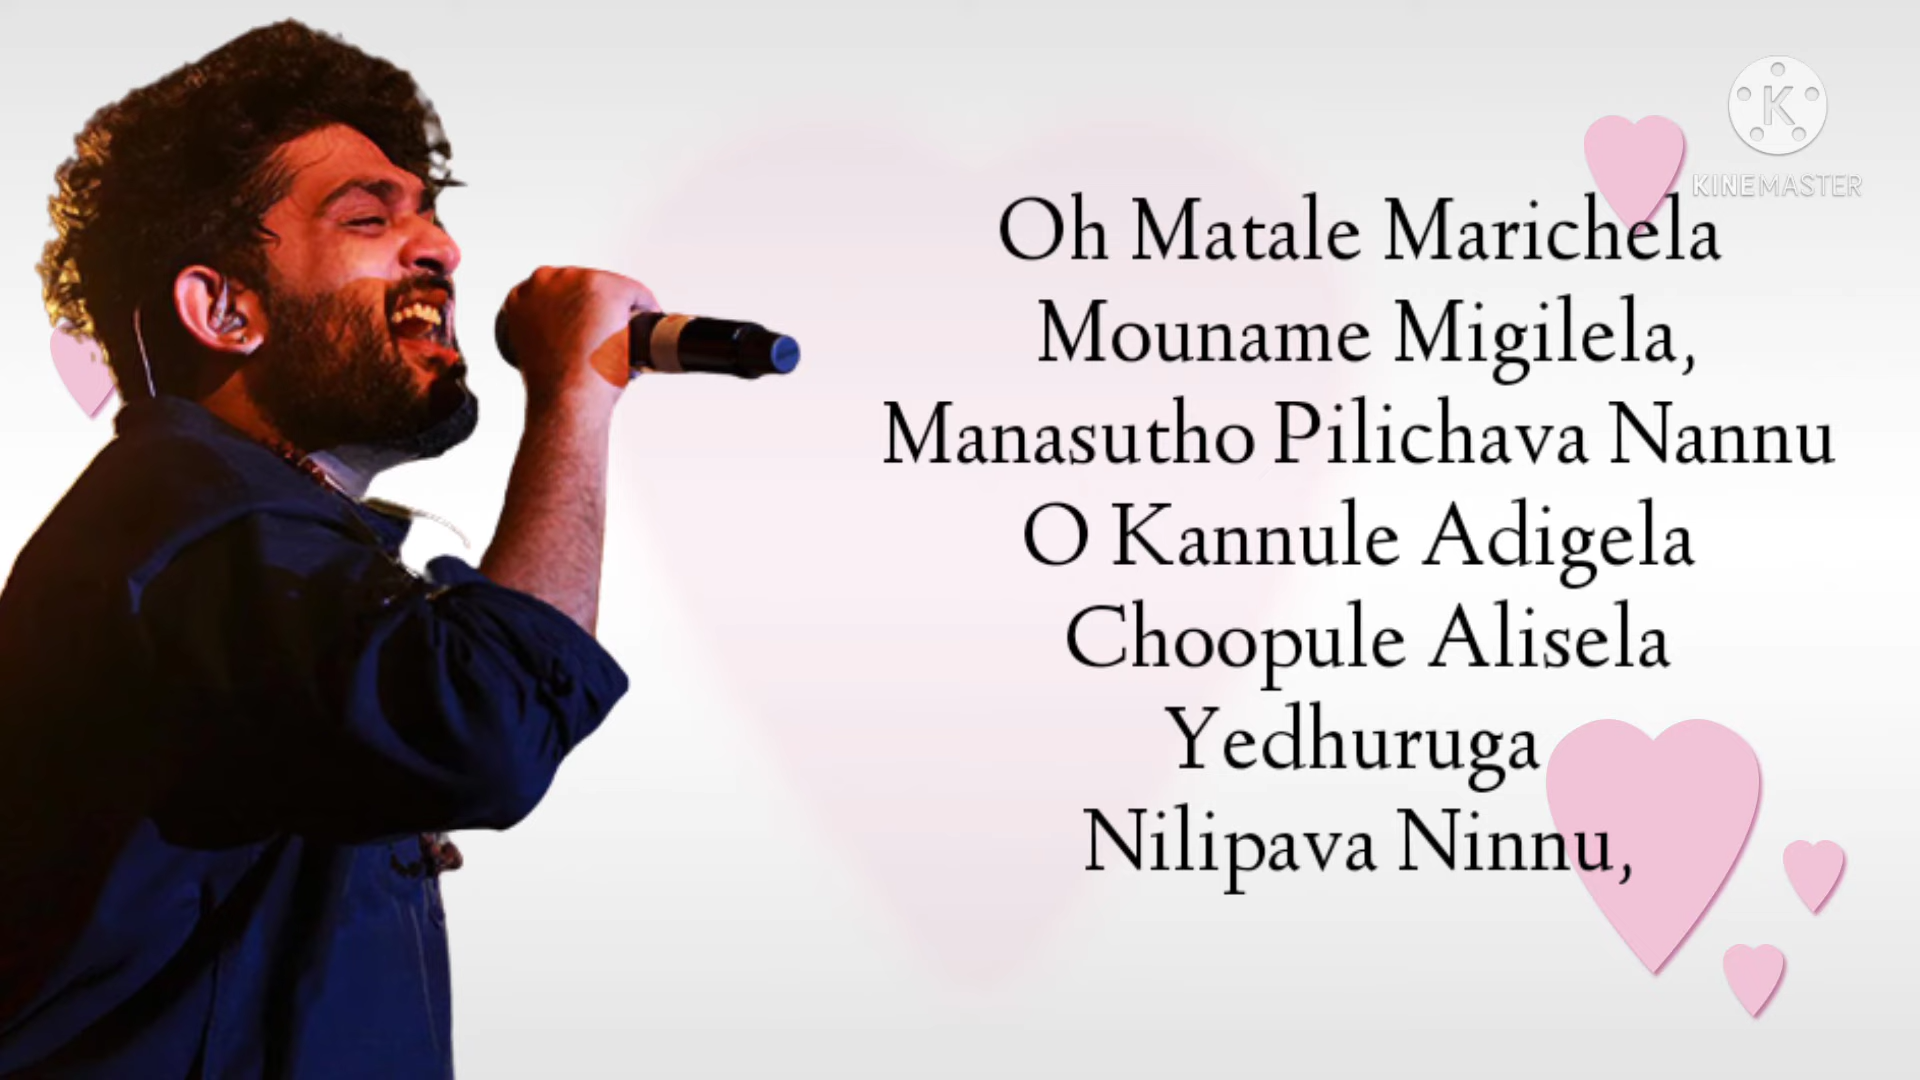 KINEMASTER
Oh Matale Marichela
Mouname Migilela,
Manasutho Pilichava Nannu
O Kannule Adigela
Choopule Alisela
Yedhuruga
Nilipava Ninnu,